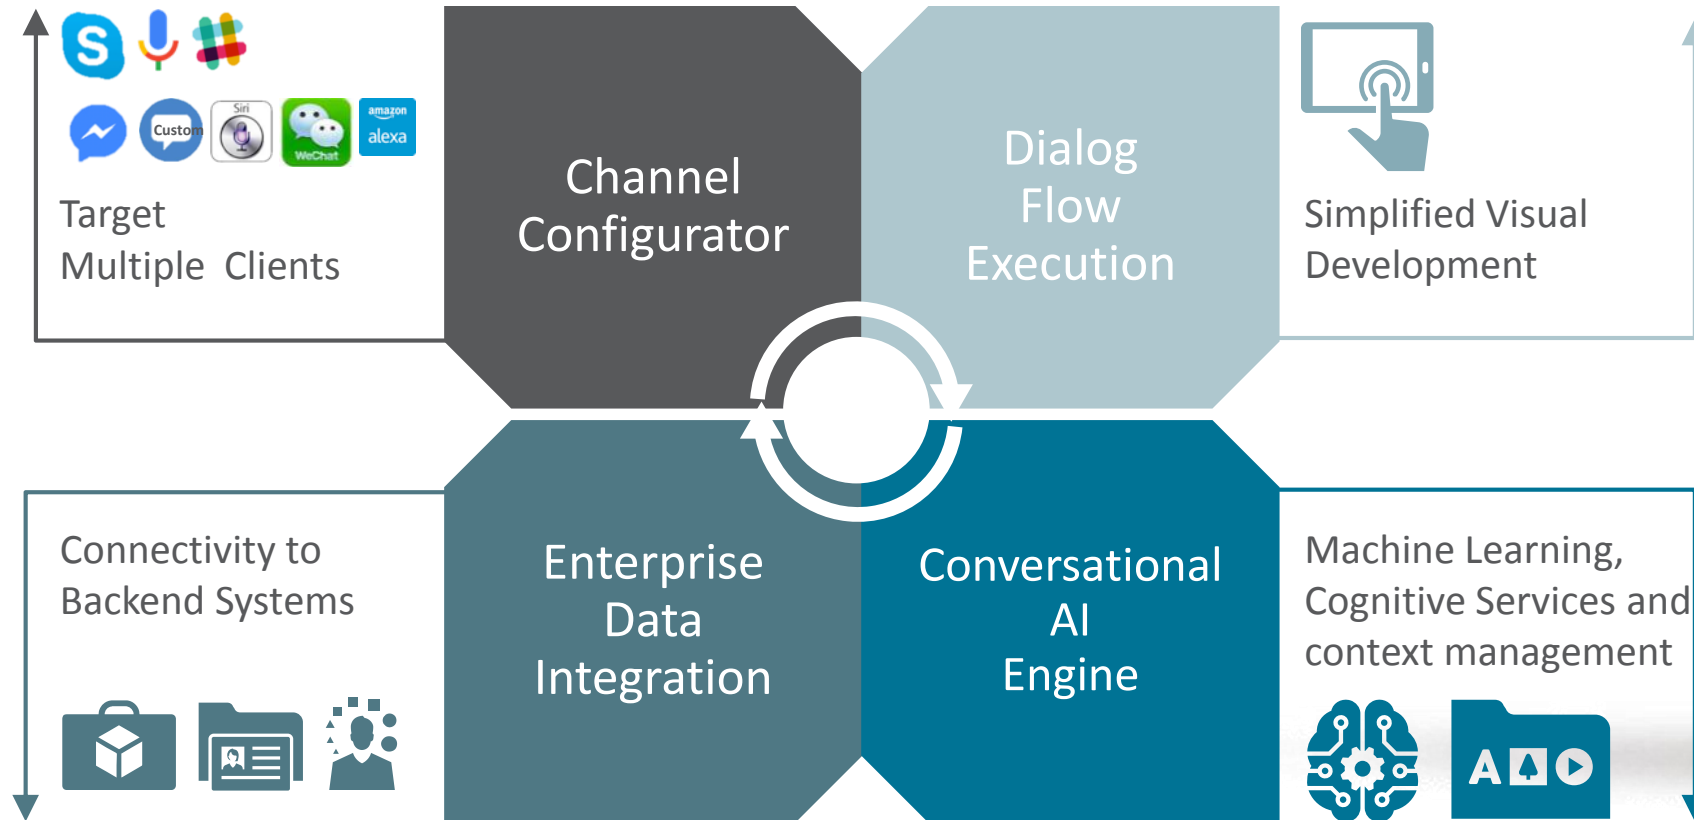 Custom
Siri
WeChat
amazon
alexa
Target
Multiple Clients
Channel
Configurator
Dialog
Flow
Execution
Simplified Visual
Development
Connectivity to
Backend Systems
Enterprise
Data
Integration
Conversational
AI
Engine
Machine Learning,
Cognitive Services and
context management
A